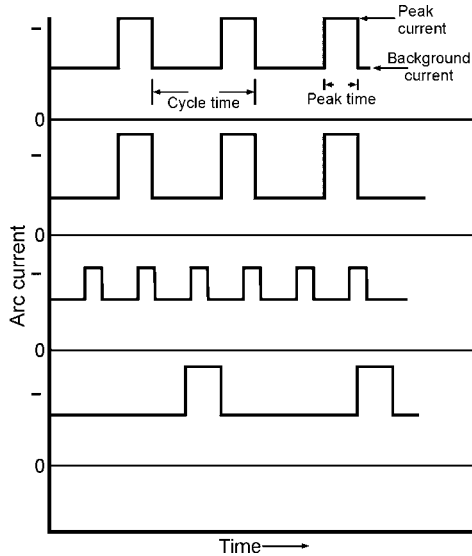 Peak
current
Background
current
Cycle time
Peak time
0
0
0
0
Arc current
Time